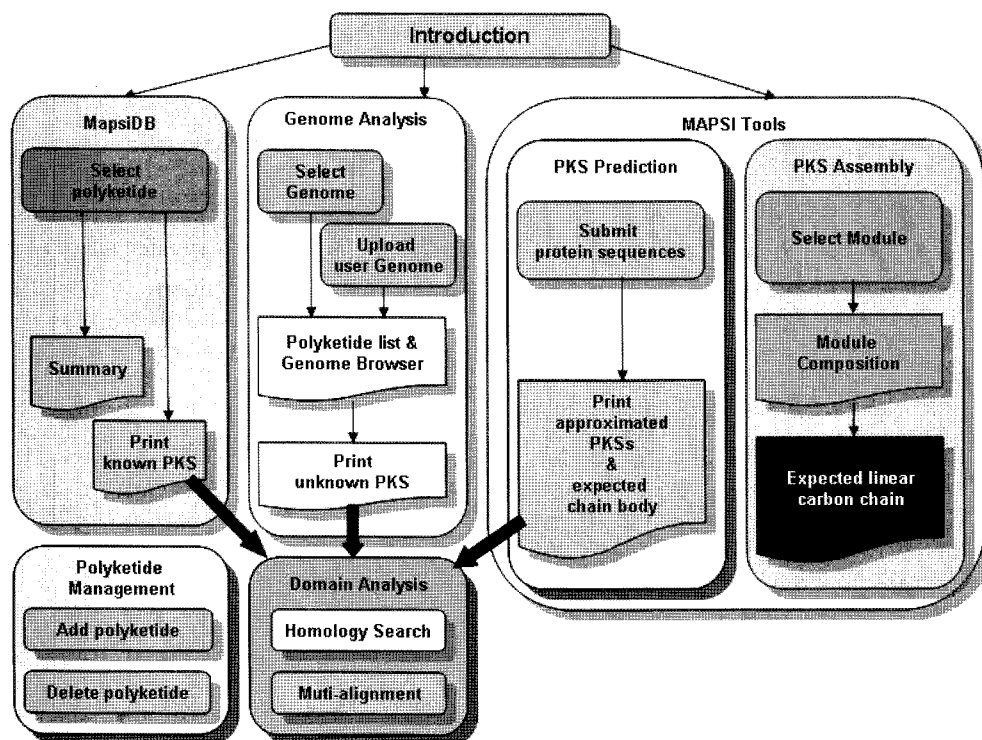 Introduction
MapsiDB
Select
polyketide
Summary
Print
known PKS
Genome Analysis
Select
Genome
Upload
user Genome
Polyketide list &
Genome Browser
Print
unknown PKS
MAPSI Tools
PKS Prediction
Submit
protein sequences
Print
approximated
PKSs
&
expected
chain body
PKS Assembly
Select Module
Module
Composition
Expected linear
carbon chain
Polyketide
Management
Add polyketide
Delete polyketide
Domain Analysis
Homology Search
Muti-alignment